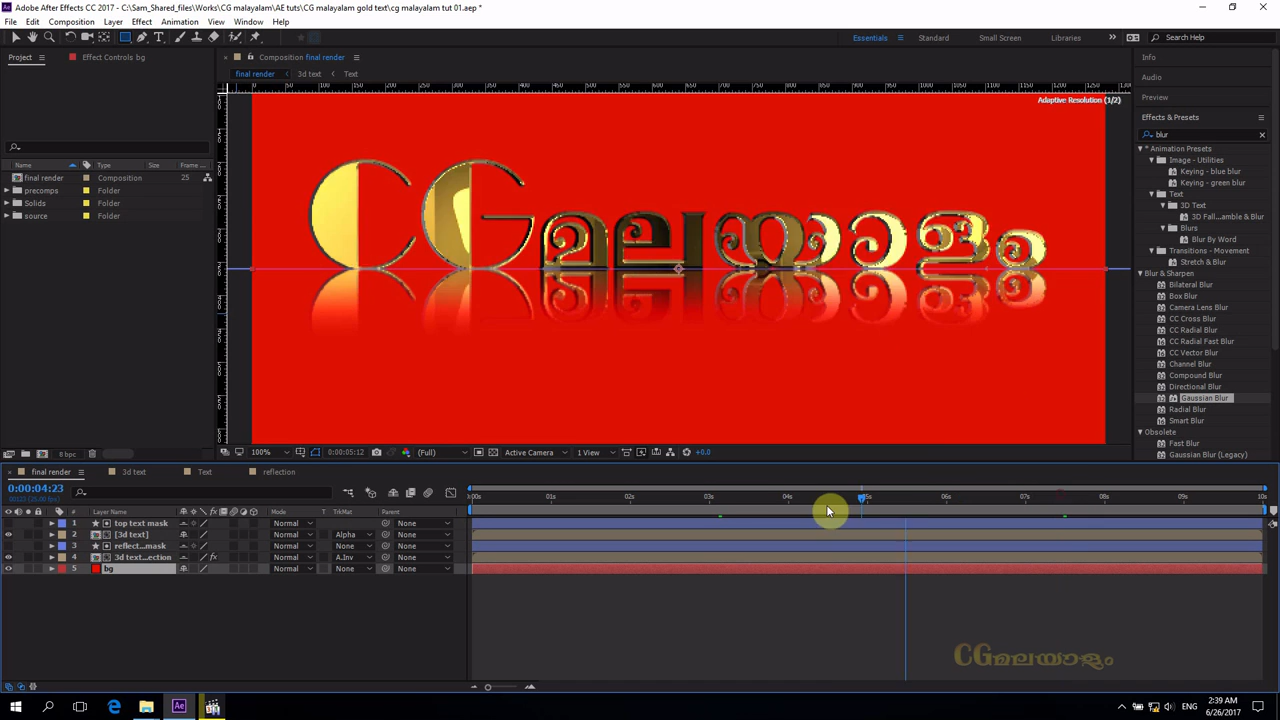 Adobe After Effects CC 2017 - C:\Sam_Shared_files\Works\CG malayalam\AE tuts\CG malayalam gold text\cg malayalam tut 01.aep *
File Edit Composition Layer Effect Animation View Window Help
Essentials Standard Small Screen Libraries Search Help
Project Effect Controls bg
Composition final render
final render 3d text Text
Adaptive Resolution (1/2)
CGമലയാളം
Name Type Size Frame ...
final render Composition 25
precomps Folder
Solids Folder
source Folder
8 bpc
100% 0:00:05:12 (Full) Active Camera 1 View +0.0
Info
Audio
Preview
Effects & Presets
blur
* Animation Presets
Image - Utilities
Keying - blue blur
Keying - green blur
Text
3D Text
3D Fall...amble & Blur
Blurs
Blur By Word
Transitions - Movement
Stretch & Blur
Blur & Sharpen
Bilateral Blur
Box Blur
Camera Lens Blur
CC Cross Blur
CC Radial Blur
CC Radial Fast Blur
CC Vector Blur
Channel Blur
Compound Blur
Directional Blur
Gaussian Blur
Radial Blur
Smart Blur
Obsolete
Fast Blur
Gaussian Blur (Legacy)
final render 3d text Text reflection
0:00:04:23
00123 (25.00 fps)
# Layer Name Mode T TrkMat Parent
1 top text mask Normal None
2 [3d text] Normal Alpha None
3 reflect...mask Normal None None
4 3d text...ection Normal A.Inv None
5 bg Normal None None
:00s 01s 02s 03s 04s 05s 06s 07s 08s 09s 10s
CGമലയാളം
2:39 AM
6/26/2017